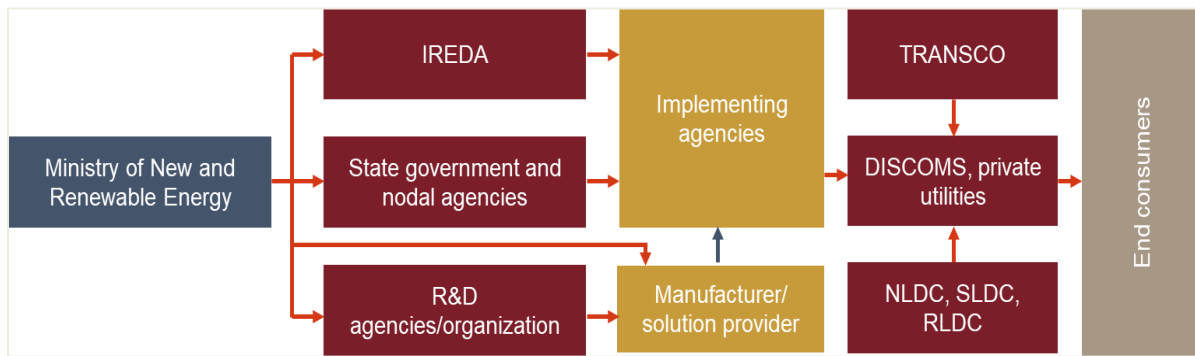 IREDA
Implementing
agencies
TRANSCO
End consumers
Ministry of New and
Renewable Energy
State government and
nodal agencies
DISCOMS, private
utilities
R&D
agencies/organization
Manufacturer/
solution provider
NLDC, SLDC,
RLDC